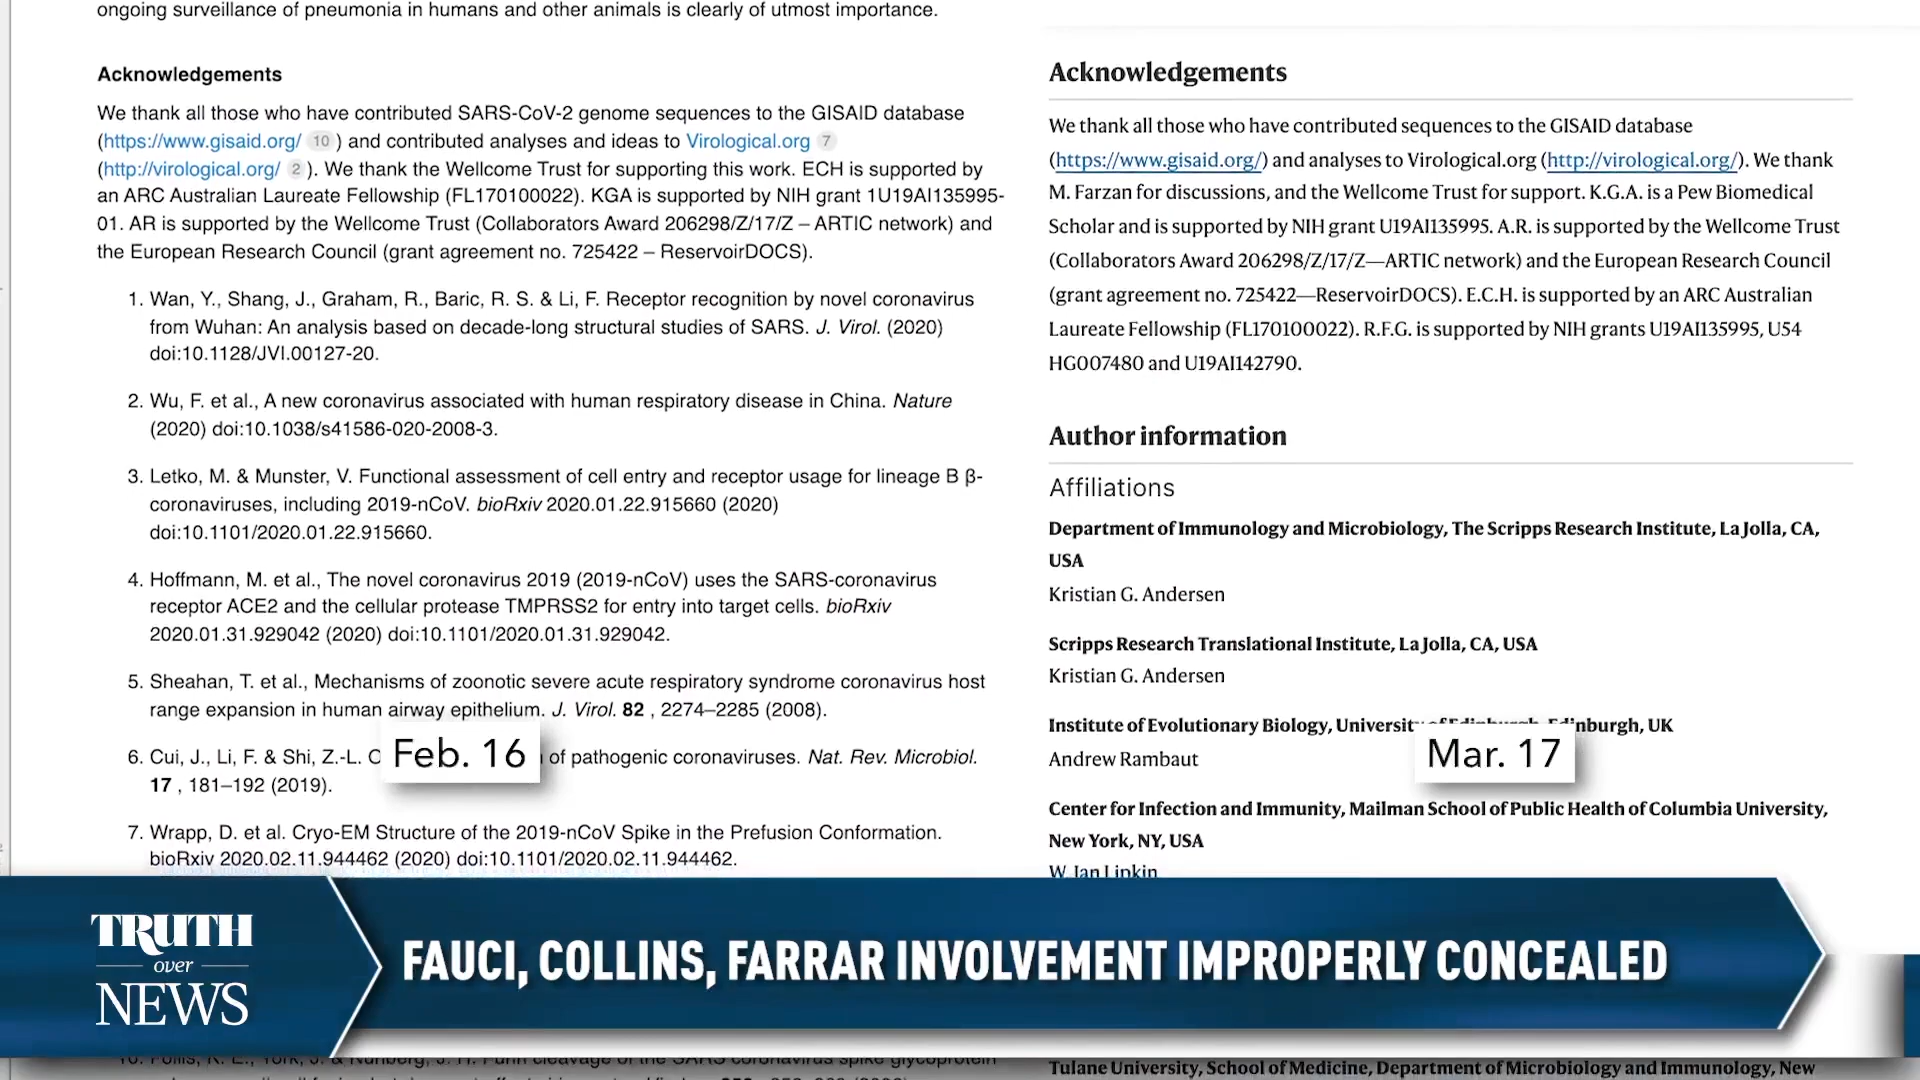 ongoing surveillance of pneumonia in humans and other animals is clearly of utmost importance.
Acknowledgements
We thank all those who have contributed SARS-CoV-2 genome sequences to the GISAID database
(https://www.gisaid.org/ 10 ) and contributed analyses and ideas to Virological.org 7
(http://virological.org/ 2 ). We thank the Wellcome Trust for supporting this work. ECH is supported by
an ARC Australian Laureate Fellowship (FL170100022). KGA is supported by NIH grant 1U19AI135995-
01. AR is supported by the Wellcome Trust (Collaborators Award 206298/Z/17/Z – ARTIC network) and
the European Research Council (grant agreement no. 725422 – ReservoirDOCS).
1. Wan, Y., Shang, J., Graham, R., Baric, R. S. & Li, F. Receptor recognition by novel coronavirus
from Wuhan: An analysis based on decade-long structural studies of SARS. J. Virol. (2020)
doi:10.1128/JVI.00127-20.
2. Wu, F. et al., A new coronavirus associated with human respiratory disease in China. Nature
(2020) doi:10.1038/s41586-020-2008-3.
3. Letko, M. & Munster, V. Functional assessment of cell entry and receptor usage for lineage B β-
coronaviruses, including 2019-nCoV. bioRxiv 2020.01.22.915660 (2020)
doi:10.1101/2020.01.22.915660.
4. Hoffmann, M. et al., The novel coronavirus 2019 (2019-nCoV) uses the SARS-coronavirus
receptor ACE2 and the cellular protease TMPRSS2 for entry into target cells. bioRxiv
2020.01.31.929042 (2020) doi:10.1101/2020.01.31.929042.
5. Sheahan, T. et al., Mechanisms of zoonotic severe acute respiratory syndrome coronavirus host
range expansion in human airway epithelium. J. Virol. 82 , 2274–2285 (2008).
6. Cui, J., Li, F. & Shi, Z.-L. of pathogenic coronaviruses. Nat. Rev. Microbiol.
17 , 181–192 (2019).
Feb. 16
7. Wrapp, D. et al. Cryo-EM Structure of the 2019-nCoV Spike in the Prefusion Conformation.
bioRxiv 2020.02.11.944462 (2020) doi:10.1101/2020.02.11.944462.
Acknowledgements
We thank all those who have contributed sequences to the GISAID database
(https://www.gisaid.org/) and analyses to Virological.org (http://virological.org/). We thank
M. Farzan for discussions, and the Wellcome Trust for support. K.G.A. is a Pew Biomedical
Scholar and is supported by NIH grant U19AI135995. A.R. is supported by the Wellcome Trust
(Collaborators Award 206298/Z/17/Z—ARTIC network) and the European Research Council
(grant agreement no. 725422—ReservoirDOCS). E.C.H. is supported by an ARC Australian
Laureate Fellowship (FL170100022). R.F.G. is supported by NIH grants U19AI135995, U54
HG007480 and U19AI142790.
Author information
Affiliations
Department of Immunology and Microbiology, The Scripps Research Institute, La Jolla, CA,
USA
Kristian G. Andersen
Scripps Research Translational Institute, La Jolla, CA, USA
Kristian G. Andersen
Institute of Evolutionary Biology, University of Edinburgh, Edinburgh, UK
Andrew Rambaut
Mar. 17
Center for Infection and Immunity, Mailman School of Public Health of Columbia University,
New York, NY, USA
W. Ian Lipkin
TRUTH
over
NEWS
FAUCI, COLLINS, FARRAR INVOLVEMENT IMPROPERLY CONCEALED
Tulane University, School of Medicine, Department of Microbiology and Immunology, New